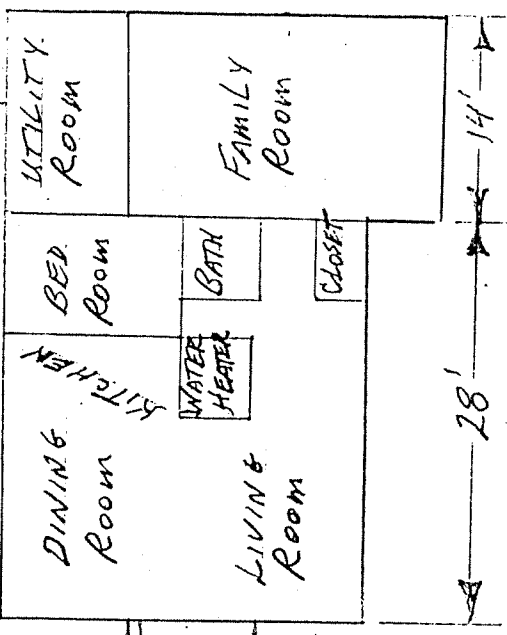 UTILITY
ROOM
FAMILY
ROOM
14'
BED
ROOM
BATH
CLOSET
KITCHEN
WATER
HEATER
DINING
ROOM
LIVING
ROOM
28'